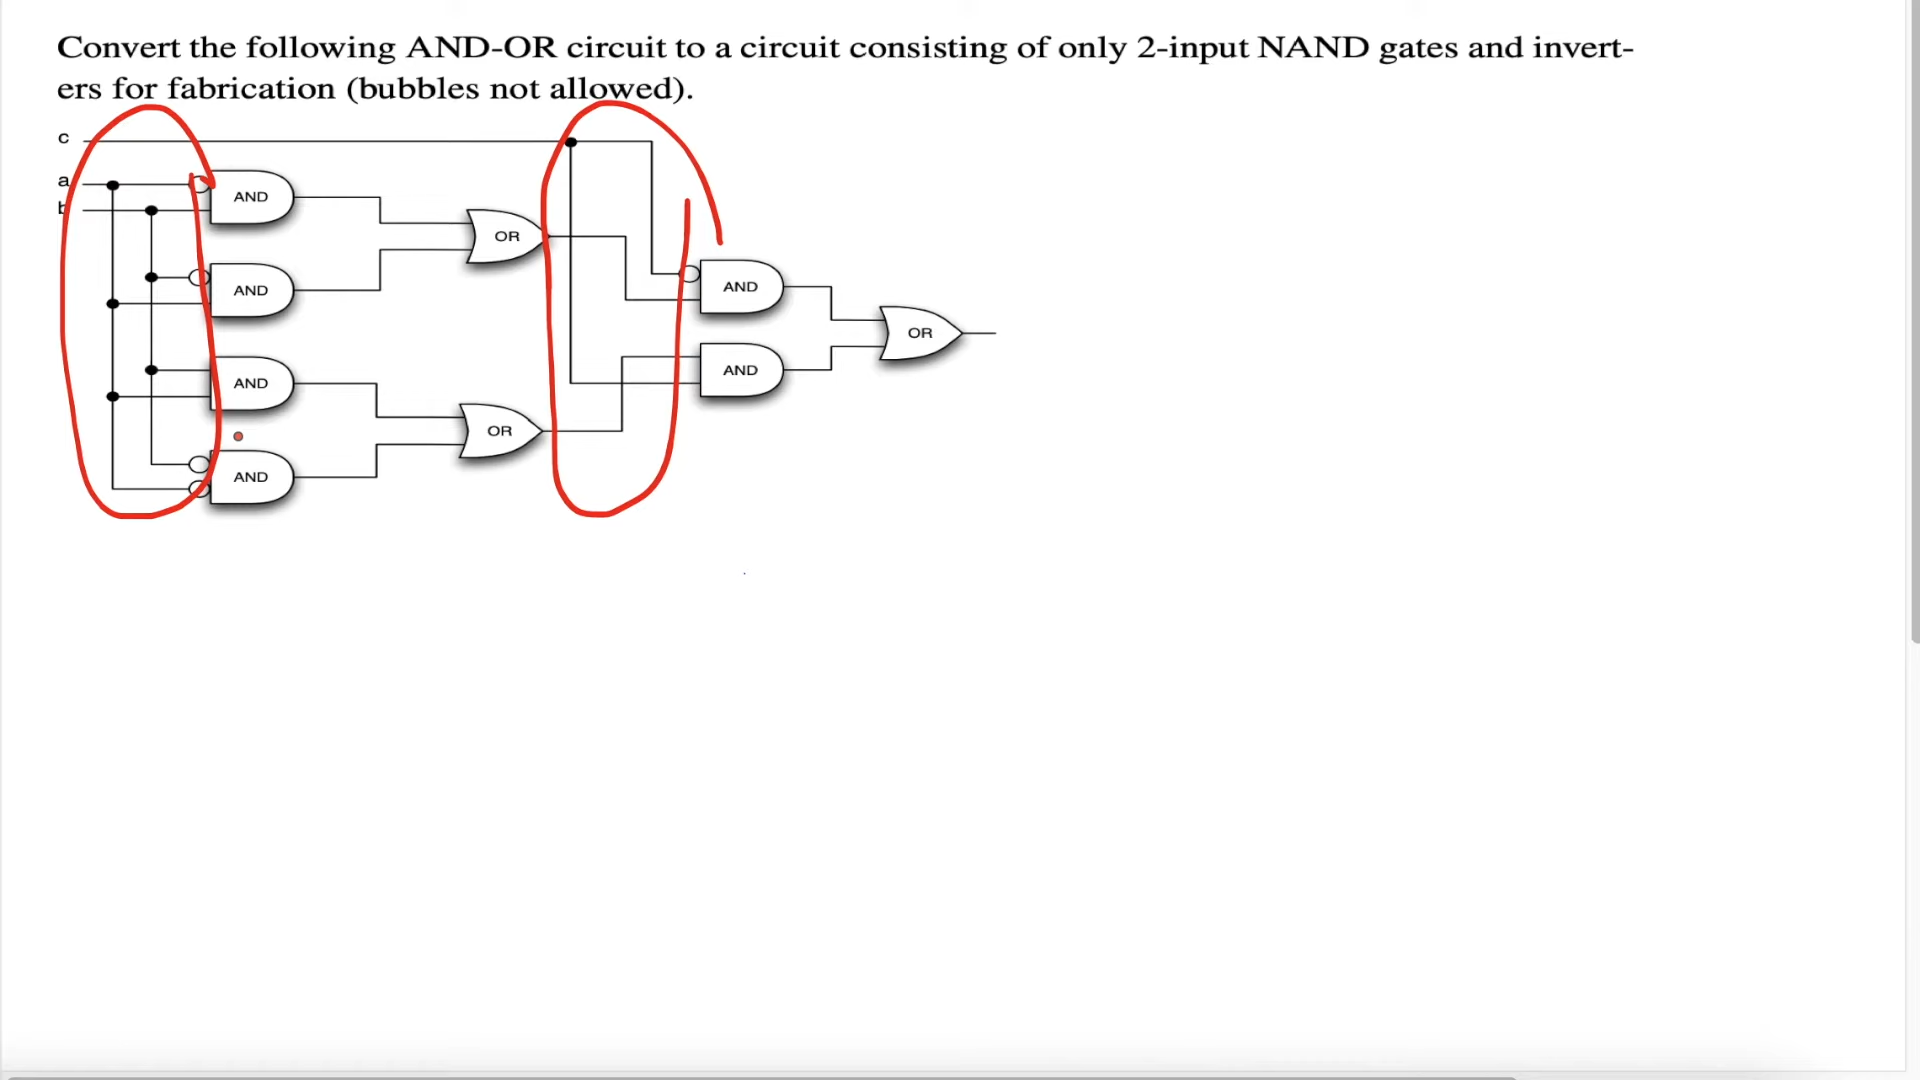 Convert the following AND-OR circuit to a circuit consisting of only 2-input NAND gates and invert-
ers for fabrication (bubbles not allowed).
c
a
b
AND
AND
AND
AND
OR
OR
AND
AND
OR